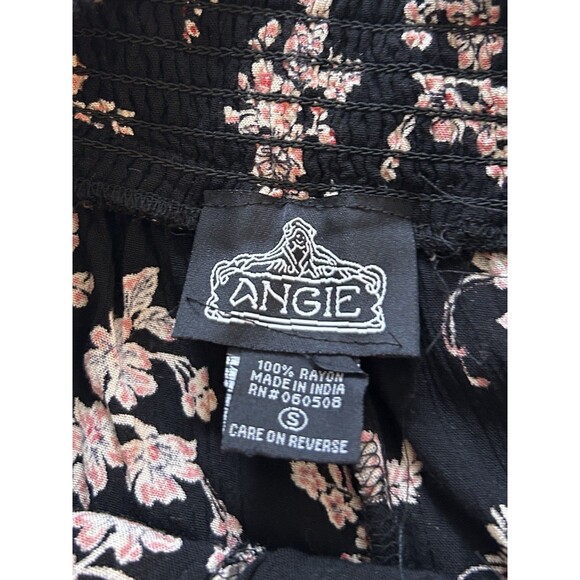 ANGIE
100% RAYON
MADE IN INDIA
RN#060508
S
CARE ON REVERSE